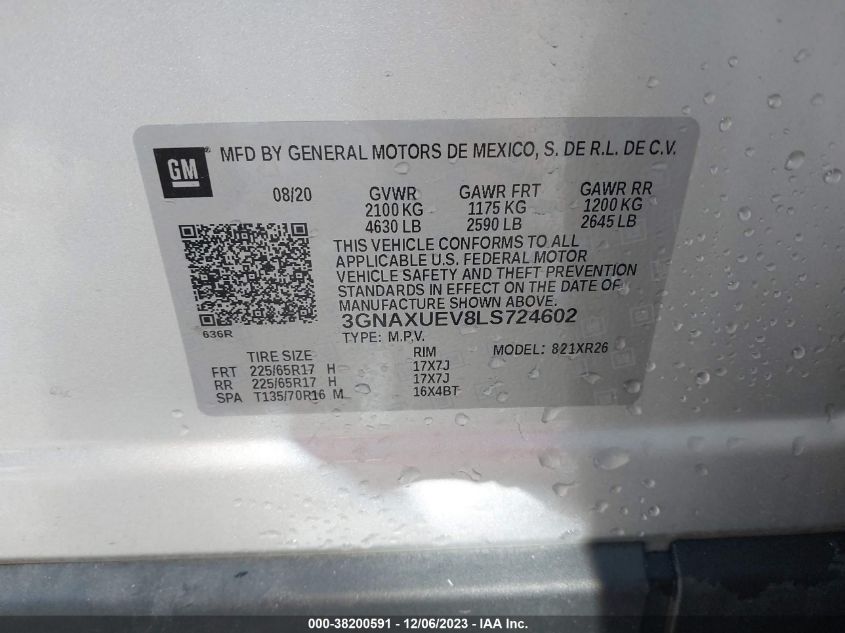 GM MFD BY GENERAL MOTORS DE MEXICO, S. DE R.L. DE C.V.
08/20 GVWR GAWR FRT GAWR RR
2100 KG 1175 KG 1200 KG
4630 LB 2590 LB 2645 LB
THIS VEHICLE CONFORMS TO ALL
APPLICABLE U.S. FEDERAL MOTOR
VEHICLE SAFETY AND THEFT PREVENTION
STANDARDS IN EFFECT ON THE DATE OF
MANUFACTURE SHOWN ABOVE.
3GNAXUEV8LS724602
636R
TYPE: M.P.V. MODEL: 821XR26
TIRE SIZE RIM
FRT 225/65R17 H 17X7J
RR 225/65R17 H 17X7J
SPA T135/70R16 M 16X4BT
000-38200591 - 12/06/2023 - IAA Inc.